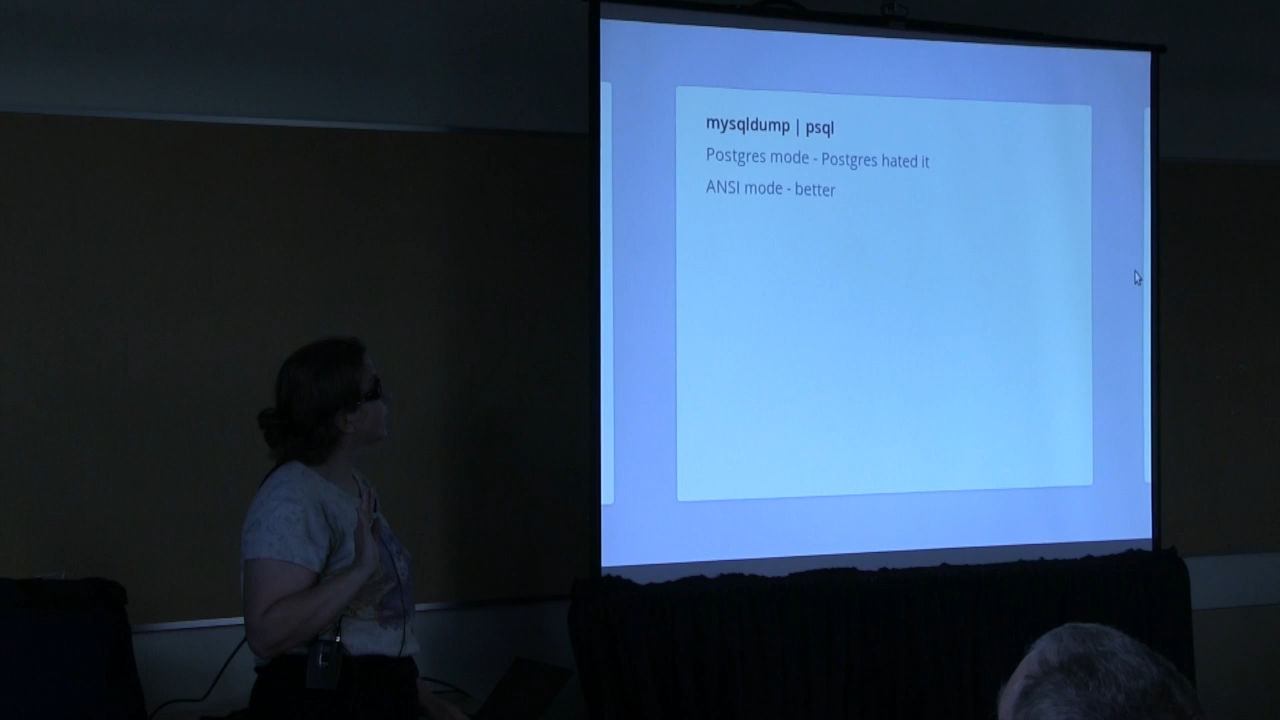 mysqldump | psql
Postgres mode - Postgres hated it
ANSI mode - better